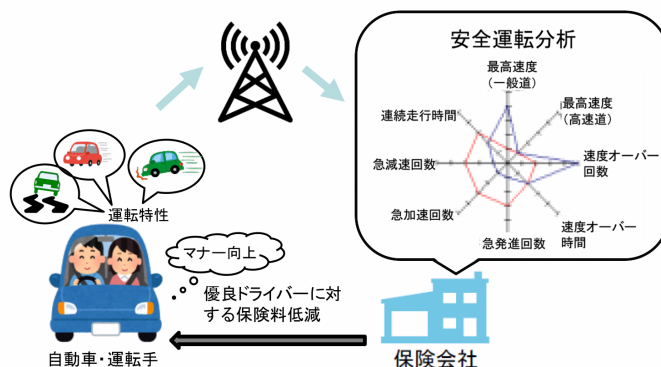 安全運転分析
最高速度
(一般道)
最高速度
(高速道)
連続走行時間
急減速回数
速度オーバー
回数
急加速回数
速度オーバー
時間
急発進回数
運転特性
マナー向上
優良ドライバーに対
する保険料低減
自動車・運転手
保険会社